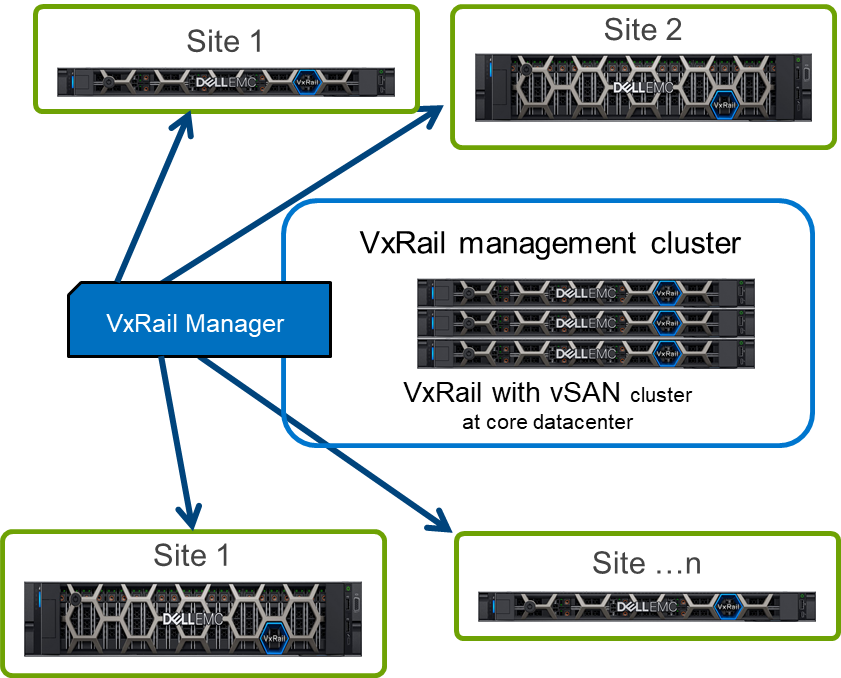 Site 1
DELLEMC
VxRail
Site 2
DELLEMC
VxRail
VxRail management cluster
DELLEMC
VxRail
DELLEMC
VxRail
DELLEMC
VxRail
VxRail Manager
VxRail with vSAN cluster
at core datacenter
Site 1
DELLEMC
VxRail
Site ...n
DELLEMC
VxRail